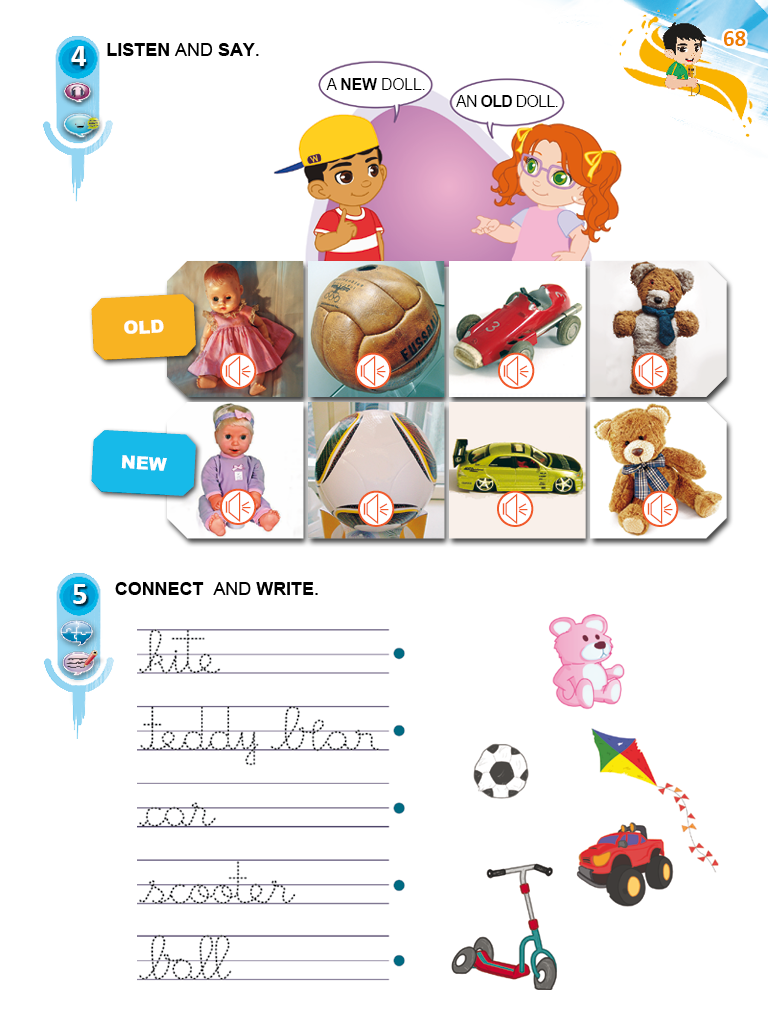 68
4
LISTEN AND SAY.
A NEW DOLL.
AN OLD DOLL.
W
OLD
3
NEW
5
CONNECT AND WRITE.
kite
teddy bear
car
scooter
ball